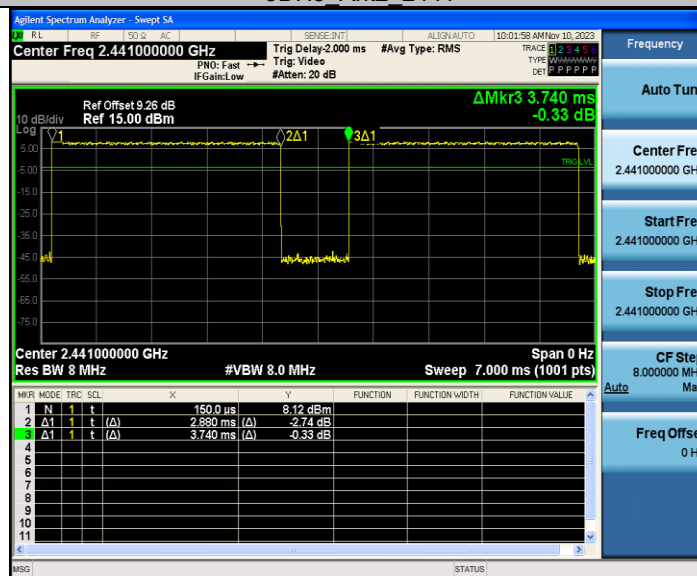 Agilent Spectrum Analyzer - Swept SA
RL RF 50 Ω AC SENSE:INT ALIGN AUTO 10:01:58 AM Nov 10, 2023
Center Freq 2.441000000 GHz
PNO: Fast
IFGain:Low
Trig Delay-2.000 ms
Trig: Video
#Atten: 20 dB
#Avg Type: RMS
TRACE 1 2 3 4 5 6
TYPE
DET P P P P P P
Frequency
Auto Tun
Center Fre
2.441000000 GH
Start Fre
2.441000000 GH
Stop Fre
2.441000000 GH
CF Ste
8.000000 MH
Auto Ma
Freq Offse
0 H
ΔMkr3 3.740 ms
-0.33 dB
Ref Offset 9.26 dB
10 dB/div Ref 15.00 dBm
Log
1 2Δ1 3Δ1
5.00
TRIG LVL
-5.00
-15.0
-25.0
-35.0
-45.0
-55.0
-65.0
-75.0
Center 2.441000000 GHz Span 0 Hz
Res BW 8 MHz #VBW 8.0 MHz Sweep 7.000 ms (1001 pts)
MKR MODE TRC SCL X Y FUNCTION FUNCTION WIDTH FUNCTION VALUE
1 N 1 t 150.0 µs 8.12 dBm
2 Δ1 1 t (Δ) 2.880 ms (Δ) -2.74 dB
3 Δ1 1 t (Δ) 3.740 ms (Δ) -0.33 dB
4
5
6
7
8
9
10
11
MSG STATUS